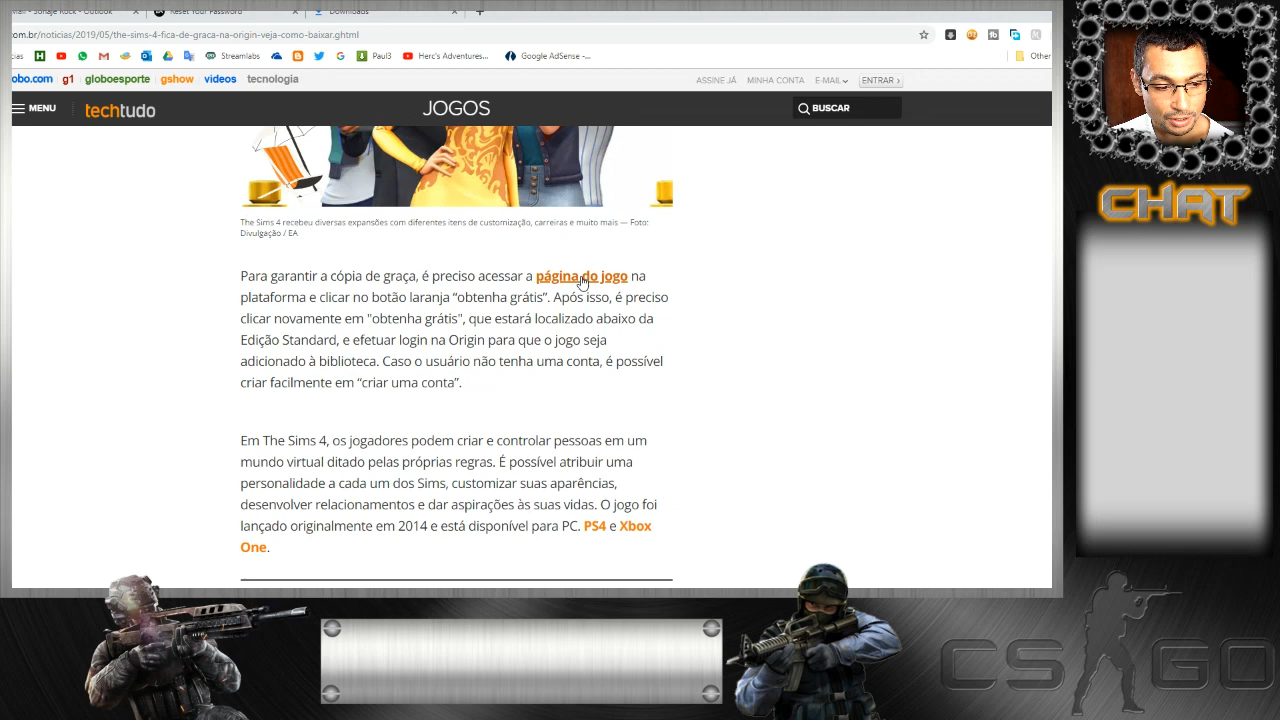 Reset Your Password
Downloads
com.br/noticias/2019/05/the-sims-4-fica-de-graca-na-origin-veja-como-baixar.ghtml
Streamlabs
Paul3
Herc's Adventures...
Google AdSense -...
Other
obo.com g1 globoesporte gshow videos tecnologia
ASSINE JÁ MINHA CONTA E-MAIL ENTRAR ›
MENU techtudo JOGOS BUSCAR
The Sims 4 recebeu diversas expansões com diferentes itens de customização, carreiras e muito mais — Foto:
Divulgação / EA
Para garantir a cópia de graça, é preciso acessar a página do jogo na
plataforma e clicar no botão laranja “obtenha grátis”. Após isso, é preciso
clicar novamente em "obtenha grátis", que estará localizado abaixo da
Edição Standard, e efetuar login na Origin para que o jogo seja
adicionado à biblioteca. Caso o usuário não tenha uma conta, é possível
criar facilmente em “criar uma conta”.
Em The Sims 4, os jogadores podem criar e controlar pessoas em um
mundo virtual ditado pelas próprias regras. É possível atribuir uma
personalidade a cada um dos Sims, customizar suas aparências,
desenvolver relacionamentos e dar aspirações às suas vidas. O jogo foi
lançado originalmente em 2014 e está disponível para PC. PS4 e Xbox
One.
CHAT
CS GO